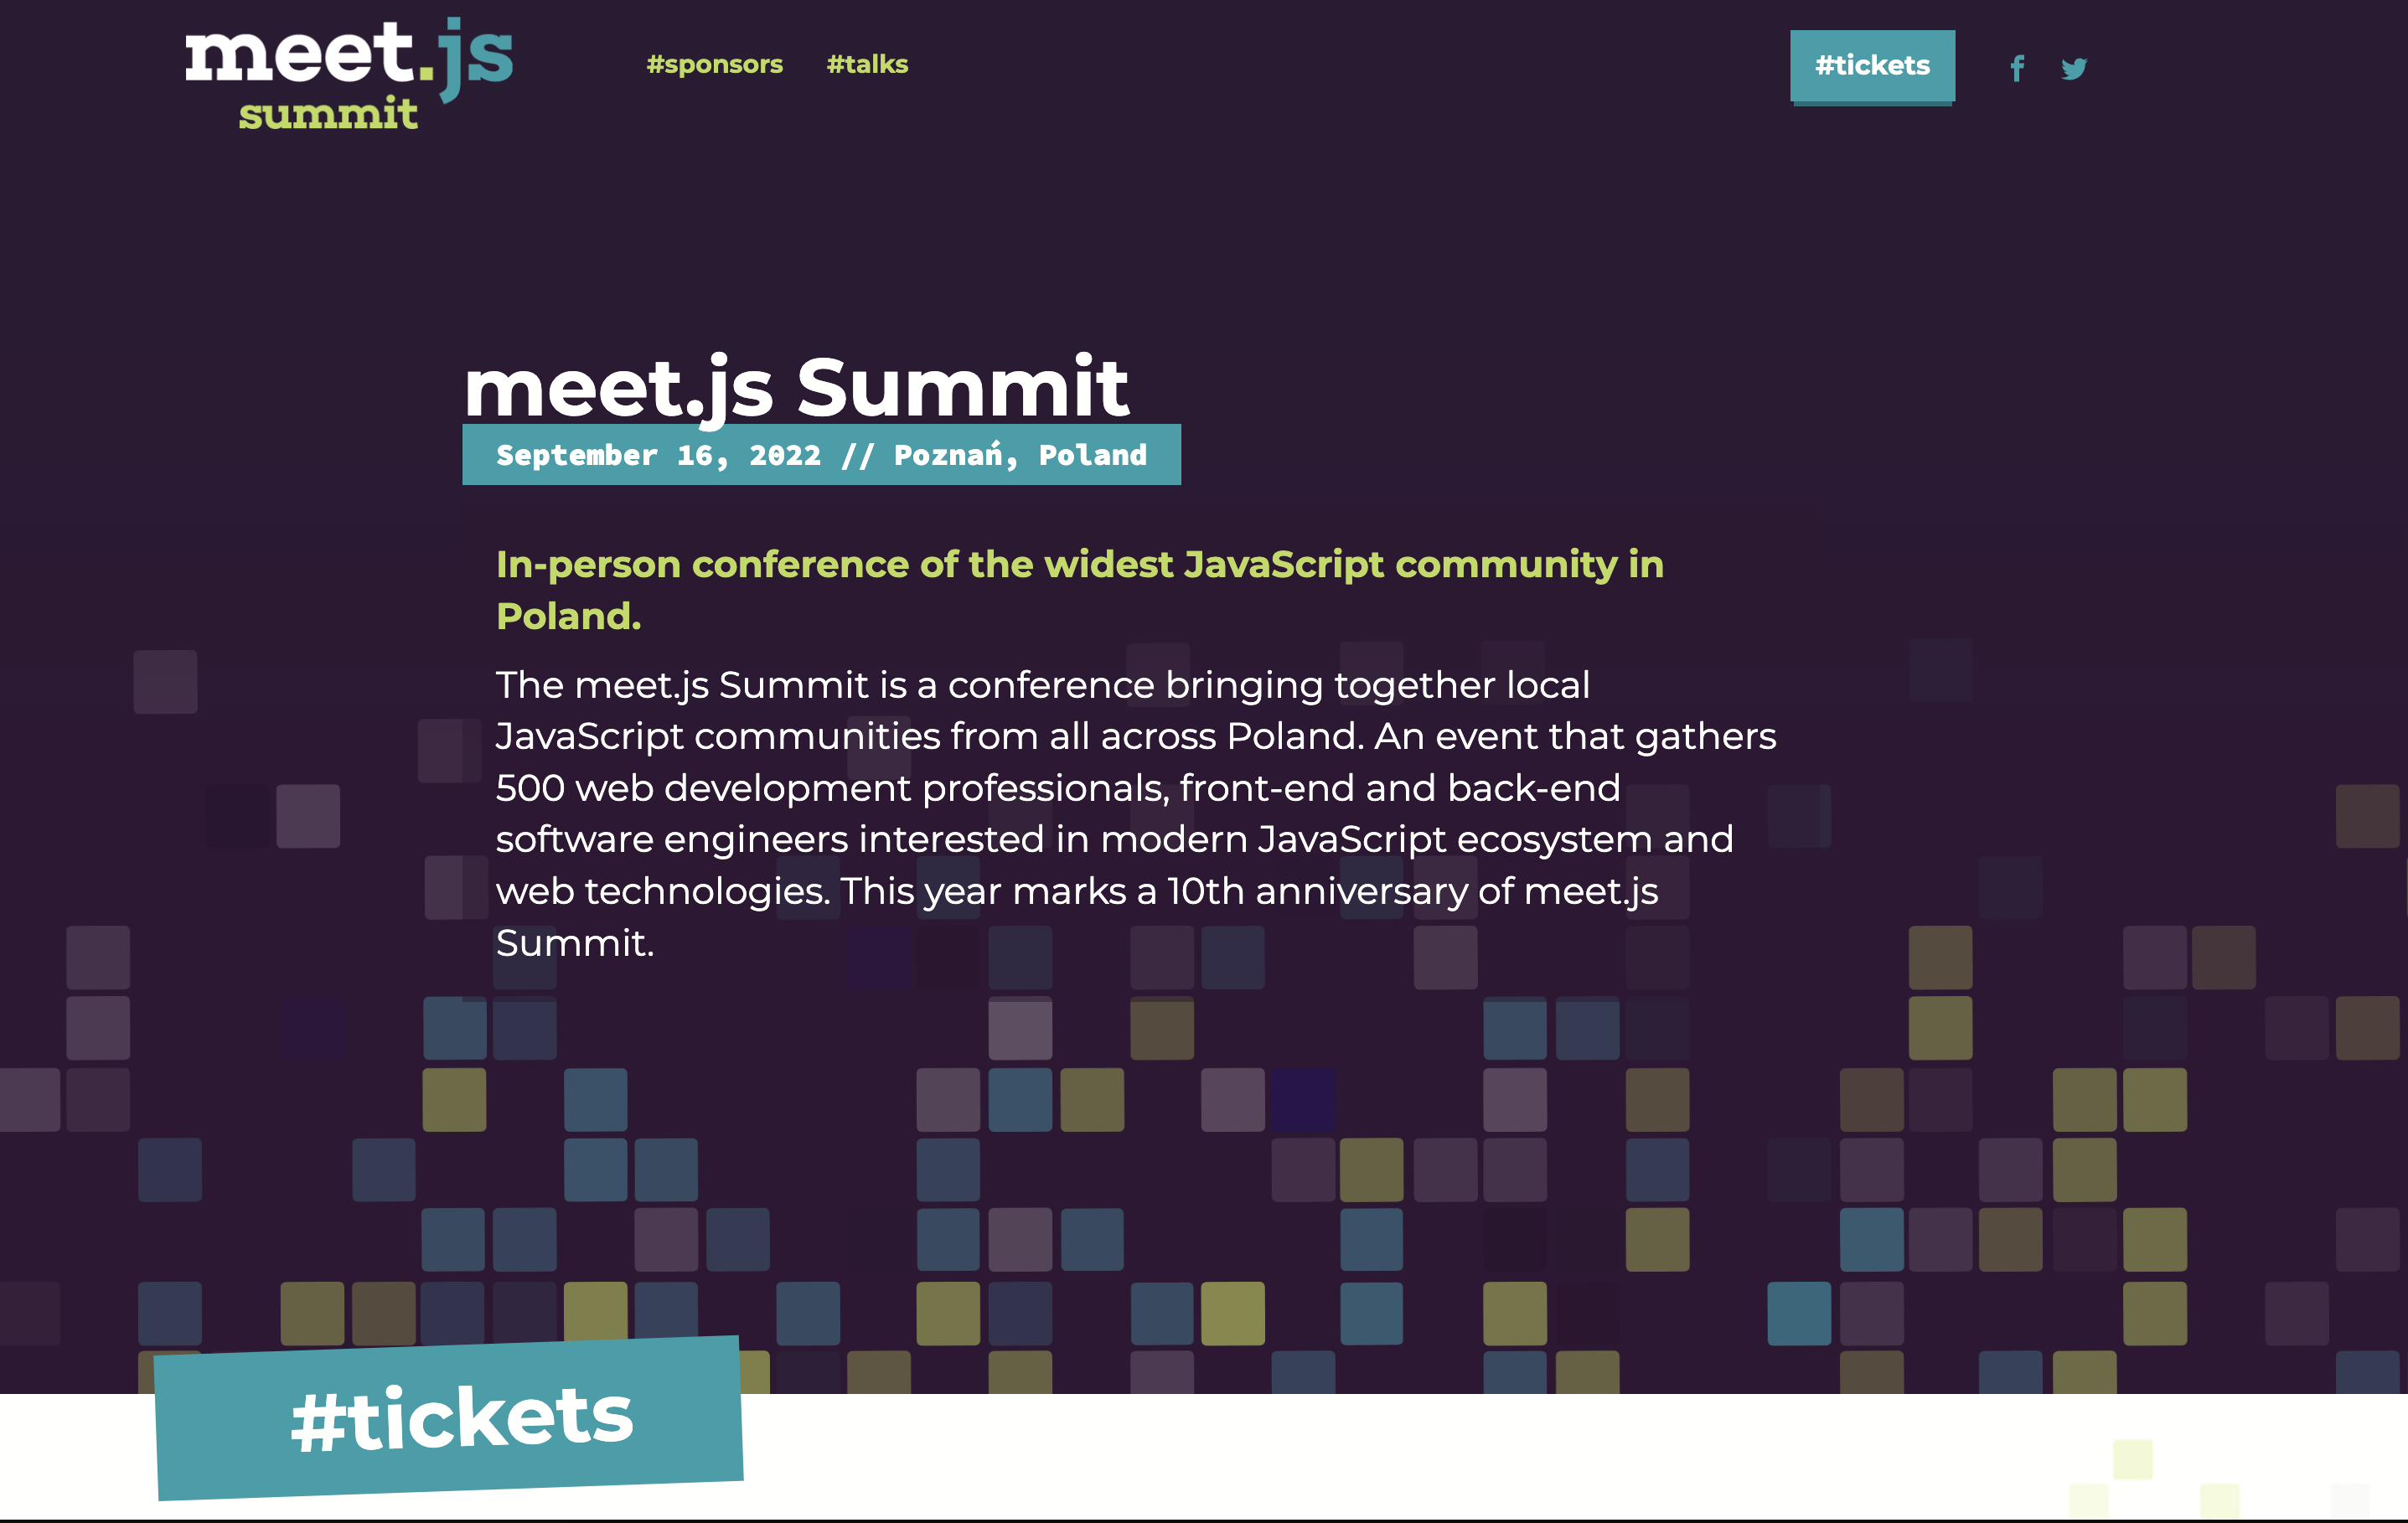 meet.js
summit
#sponsors
#talks
#tickets
meet.js Summit
September 16, 2022 // Poznań, Poland
In-person conference of the widest JavaScript community in
Poland.
The meet.js Summit is a conference bringing together local
JavaScript communities from all across Poland. An event that gathers
500 web development professionals, front-end and back-end
software engineers interested in modern JavaScript ecosystem and
web technologies. This year marks a 10th anniversary of meet.js
Summit.
#tickets